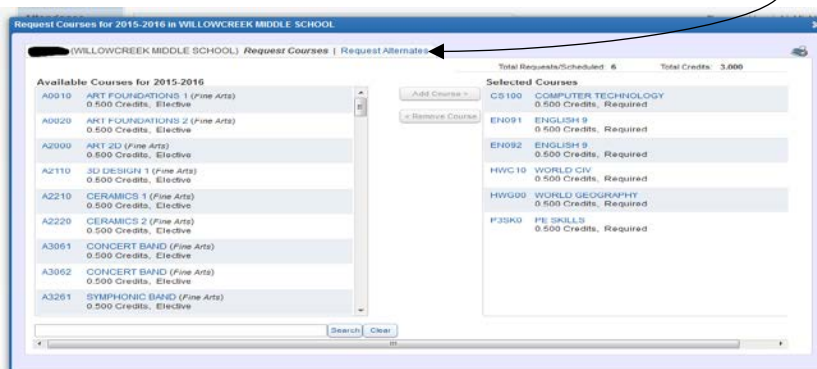 Request Courses for 2015-2016 in WILLOWCREEK MIDDLE SCHOOL
(WILLOWCREEK MIDDLE SCHOOL) Request Courses | Request Alternates
Total Requests/Scheduled: 6 Total Credits: 3.000
Available Courses for 2015-2016
A0010 ART FOUNDATIONS 1 (Fine Arts)
0.500 Credits, Elective
A0020 ART FOUNDATIONS 2 (Fine Arts)
0.500 Credits, Elective
A2000 ART 2D (Fine Arts)
0.500 Credits, Elective
A2110 3D DESIGN 1 (Fine Arts)
0.500 Credits, Elective
A2210 CERAMICS 1 (Fine Arts)
0.500 Credits, Elective
A2220 CERAMICS 2 (Fine Arts)
0.500 Credits, Elective
A3061 CONCERT BAND (Fine Arts)
0.500 Credits, Elective
A3062 CONCERT BAND (Fine Arts)
0.500 Credits, Elective
A3261 SYMPHONIC BAND (Fine Arts)
0.500 Credits, Elective
Search Clear
Add Course »
« Remove Course
Selected Courses
CS100 COMPUTER TECHNOLOGY
0.500 Credits, Required
EN091 ENGLISH 9
0.500 Credits, Required
EN092 ENGLISH 9
0.500 Credits, Required
HWC10 WORLD CIV
0.500 Credits, Required
HWG00 WORLD GEOGRAPHY
0.500 Credits, Required
P3SK0 PE SKILLS
0.500 Credits, Required